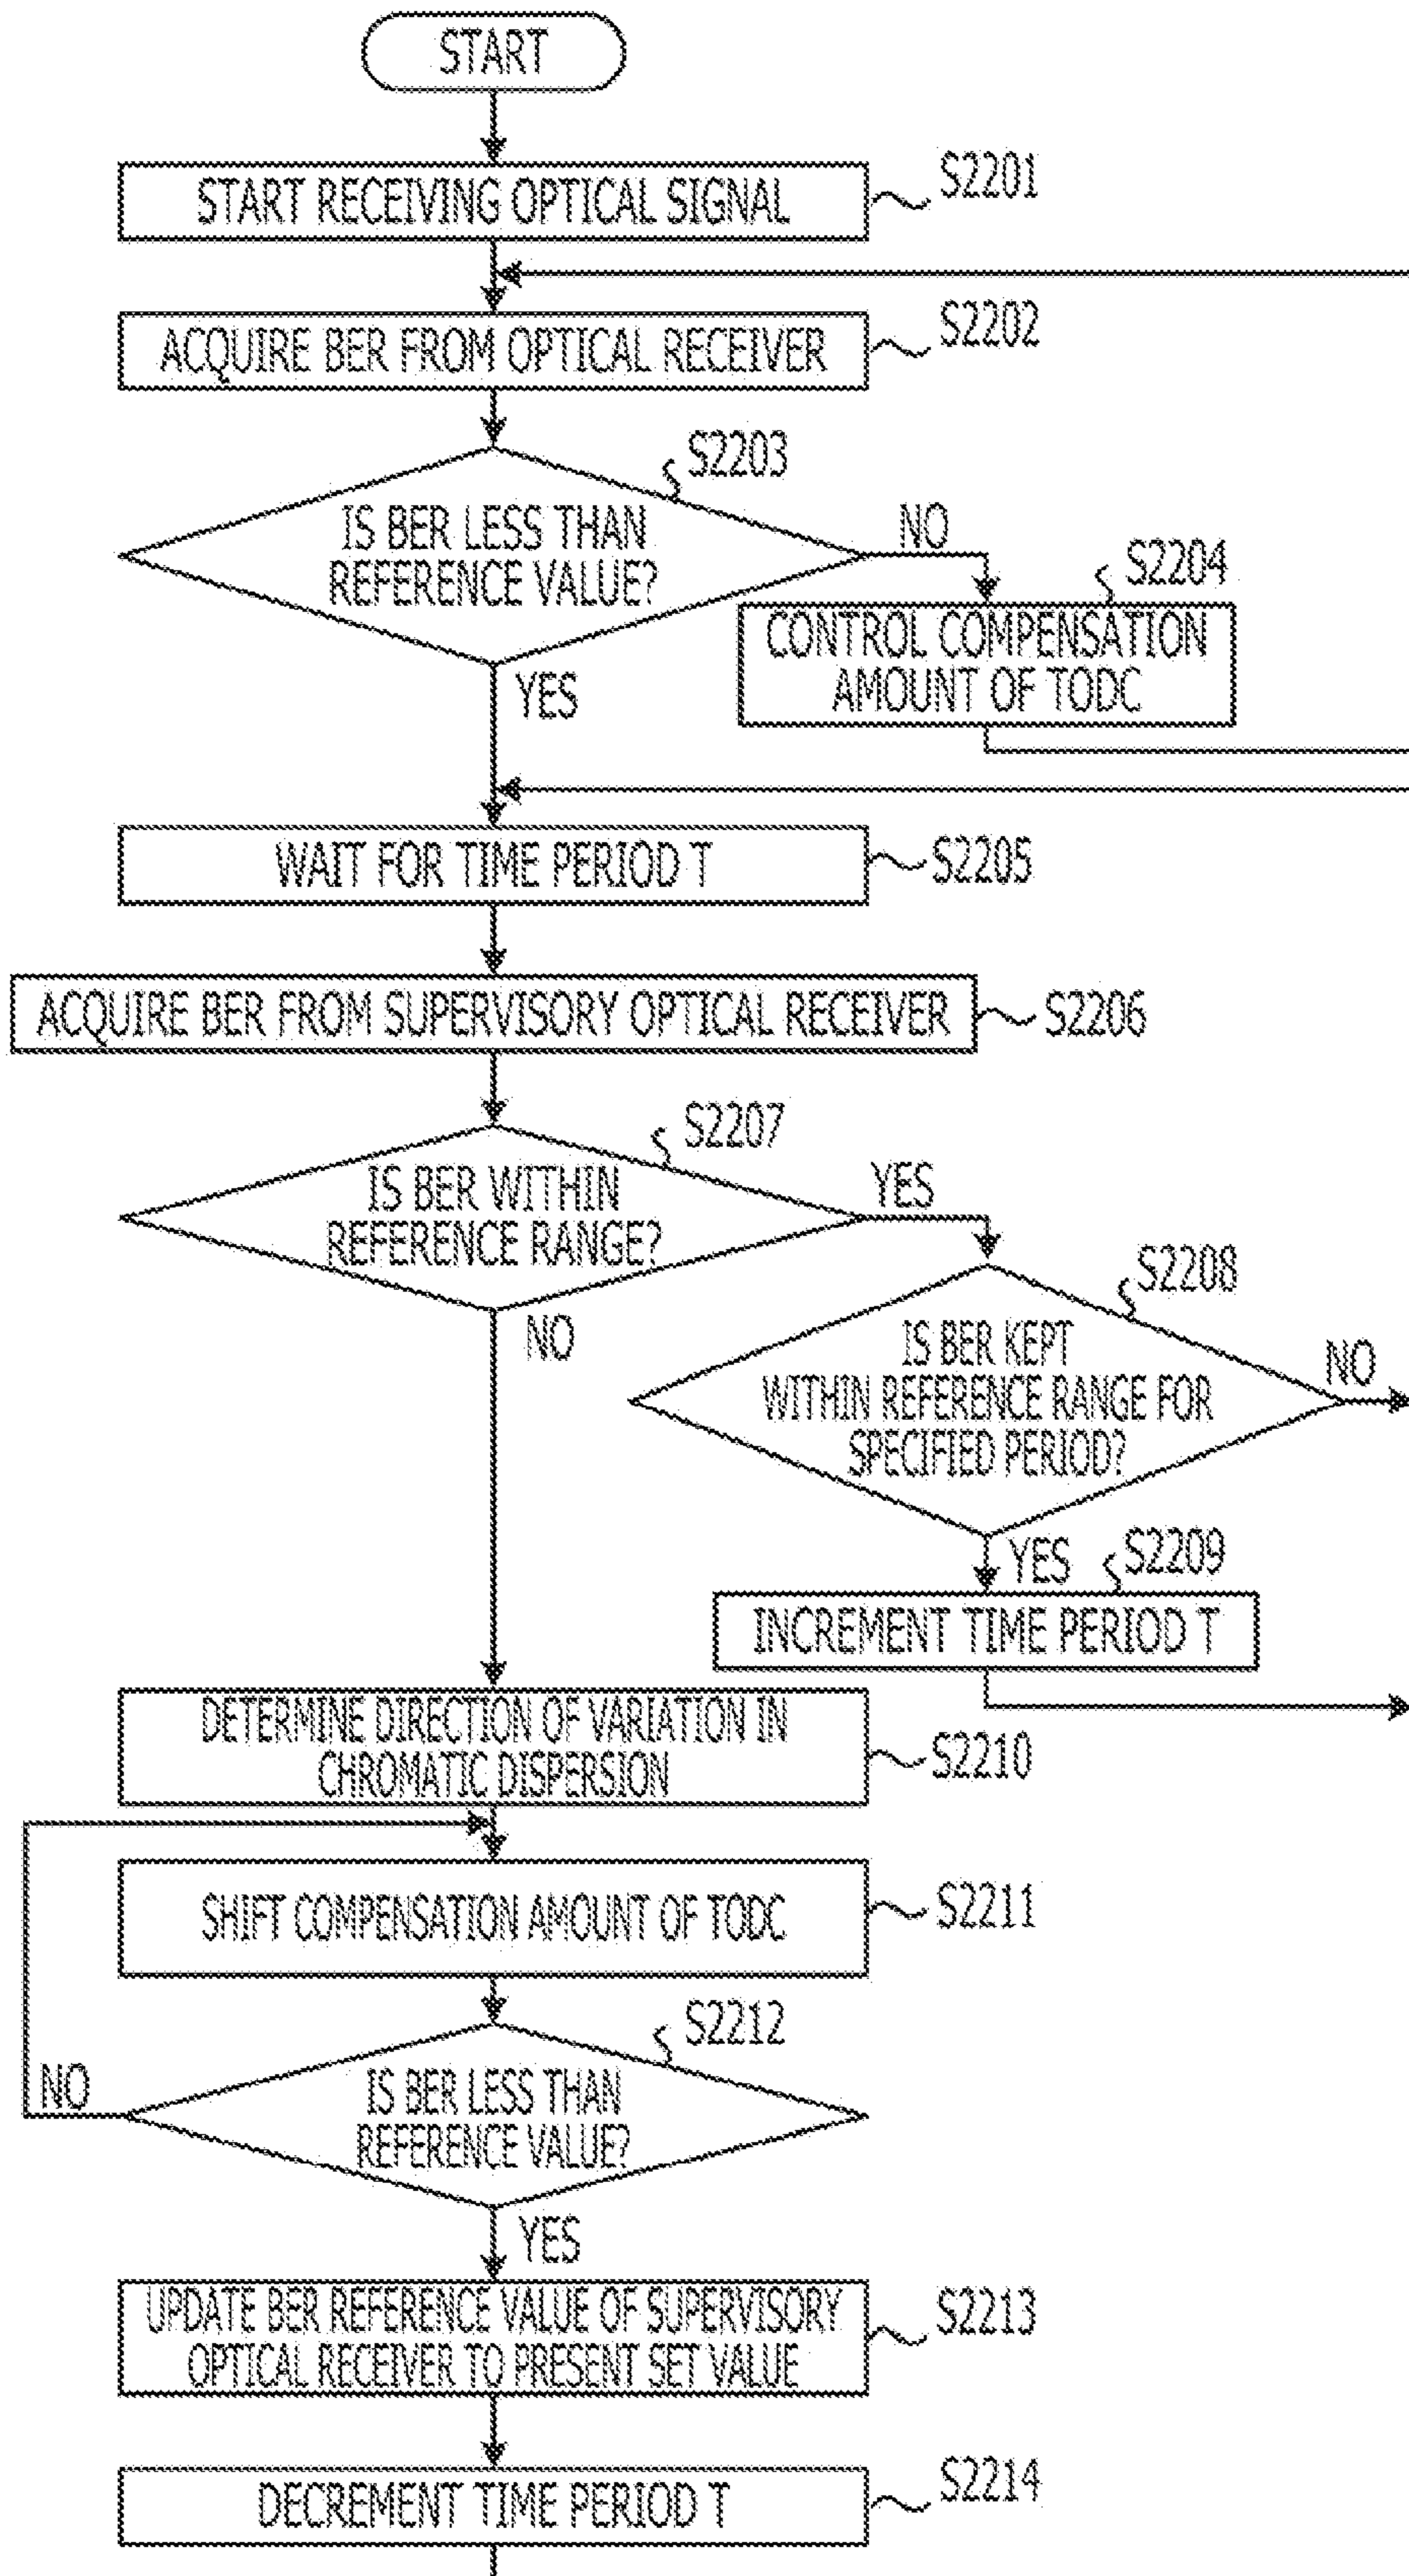 START
START RECEIVING OPTICAL SIGNAL
S2201
ACQUIRE BER FROM OPTICAL RECEIVER
S2202
S2203
IS BER LESS THAN
REFERENCE VALUE?
NO
YES
S2204
CONTROL COMPENSATION
AMOUNT OF TODC
WAIT FOR TIME PERIOD T
S2205
ACQUIRE BER FROM SUPERVISORY OPTICAL RECEIVER
S2206
S2207
IS BER WITHIN
REFERENCE RANGE?
YES
NO
S2208
IS BER KEPT
WITHIN REFERENCE RANGE FOR
SPECIFIED PERIOD?
NO
YES
S2209
INCREMENT TIME PERIOD T
DETERMINE DIRECTION OF VARIATION IN
CHROMATIC DISPERSION
S2210
SHIFT COMPENSATION AMOUNT OF TODC
S2211
S2212
NO
IS BER LESS THAN
REFERENCE VALUE?
YES
UPDATE BER REFERENCE VALUE OF SUPERVISORY
OPTICAL RECEIVER TO PRESENT SET VALUE
S2213
DECREMENT TIME PERIOD T
S2214